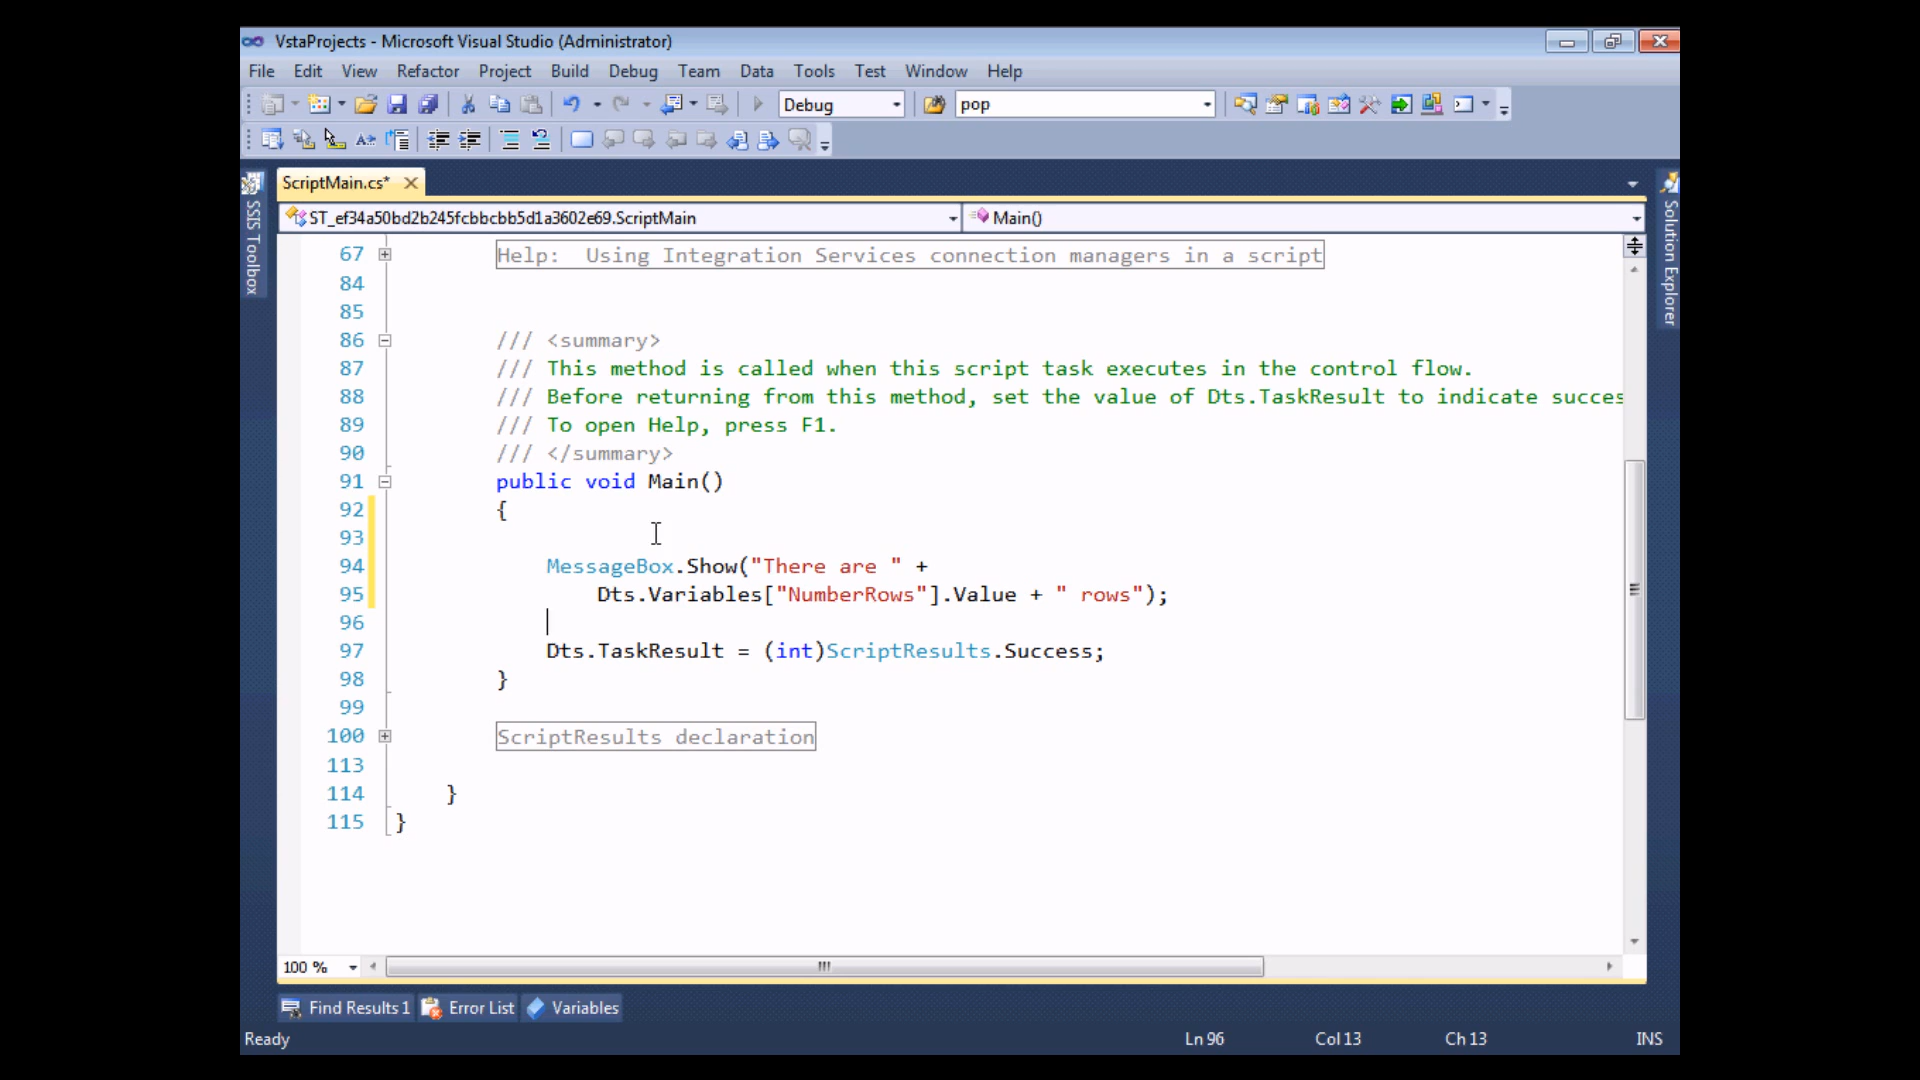 VstaProjects - Microsoft Visual Studio (Administrator)
File Edit View Refactor Project Build Debug Team Data Tools Test Window Help
Debug pop
ScriptMain.cs*
SSIS Toolbox
Solution Explorer
ST_ef34a50bd2b245fcbbcbb5d1a3602e69.ScriptMain Main()
67 Help:  Using Integration Services connection managers in a script
84
85
86 /// <summary>
87 /// This method is called when this script task executes in the control flow.
88 /// Before returning from this method, set the value of Dts.TaskResult to indicate succes
89 /// To open Help, press F1.
90 /// </summary>
91 public void Main()
92 {
93
94 MessageBox.Show("There are " +
95 Dts.Variables["NumberRows"].Value + " rows");
96
97 Dts.TaskResult = (int)ScriptResults.Success;
98 }
99
100 ScriptResults declaration
113
114 }
115 }
100 %
Find Results 1 Error List Variables
Ready Ln 96 Col 13 Ch 13 INS